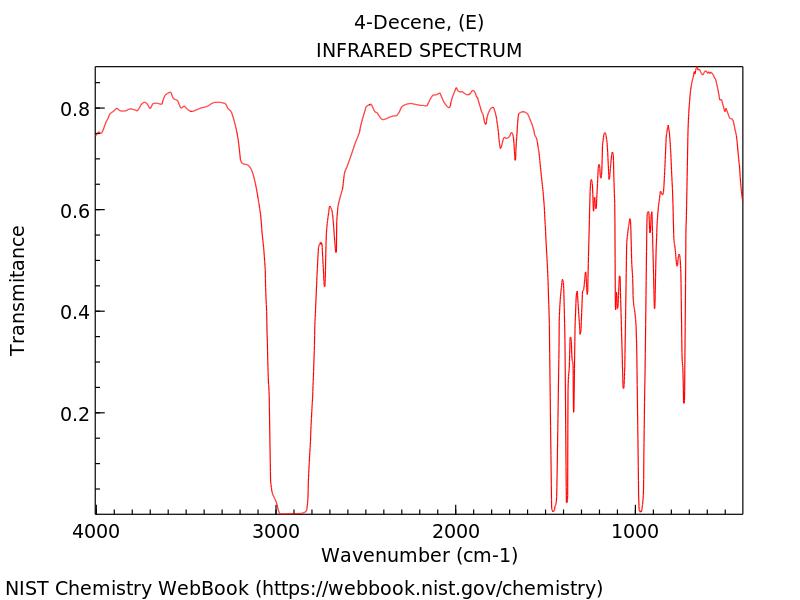 4-Decene, (E)
INFRARED SPECTRUM
0.8
0.6
0.4
0.2
Transmitance
4000 3000 2000 1000
Wavenumber (cm-1)
NIST Chemistry WebBook (https://webbook.nist.gov/chemistry)